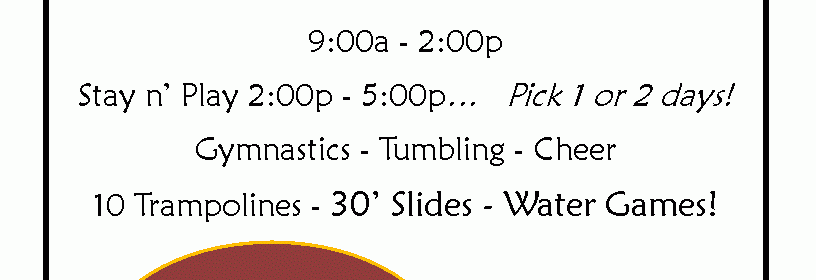 9:00a - 2:00p
Stay n’ Play 2:00p - 5:00p... Pick 1 or 2 days!
Gymnastics - Tumbling - Cheer
10 Trampolines - 30’ Slides - Water Games!